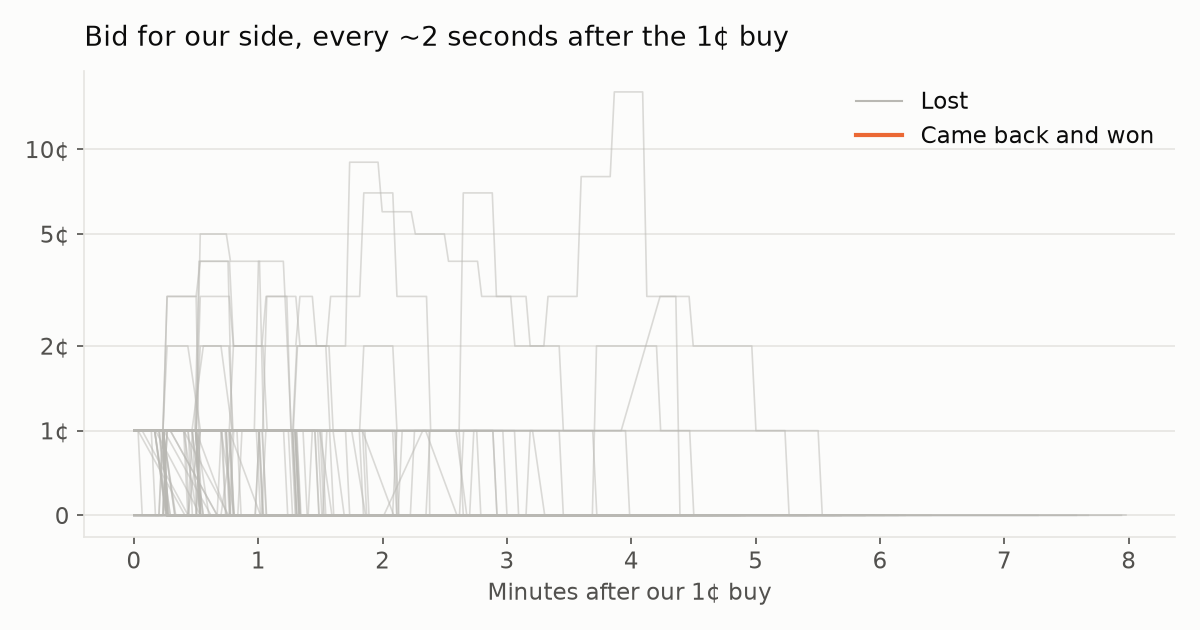 Bid for our side, every ~2 seconds after the 1¢ buy
Lost
Came back and won
10¢
5¢
2¢
1¢
0
0 1 2 3 4 5 6 7 8
Minutes after our 1¢ buy